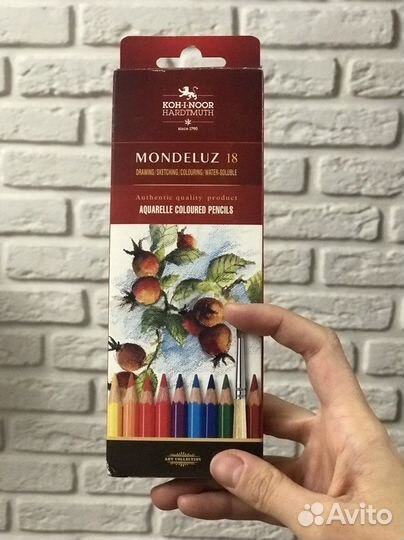 KOH-I-NOOR
HARDTMUTH
SINCE 1790
MONDELUZ 18
DRAWING/SKETCHING/COLOURING/WATER-SOLUBLE
Authentic quality product
AQUARELLE COLOURED PENCILS
ART COLLECTION
Avito